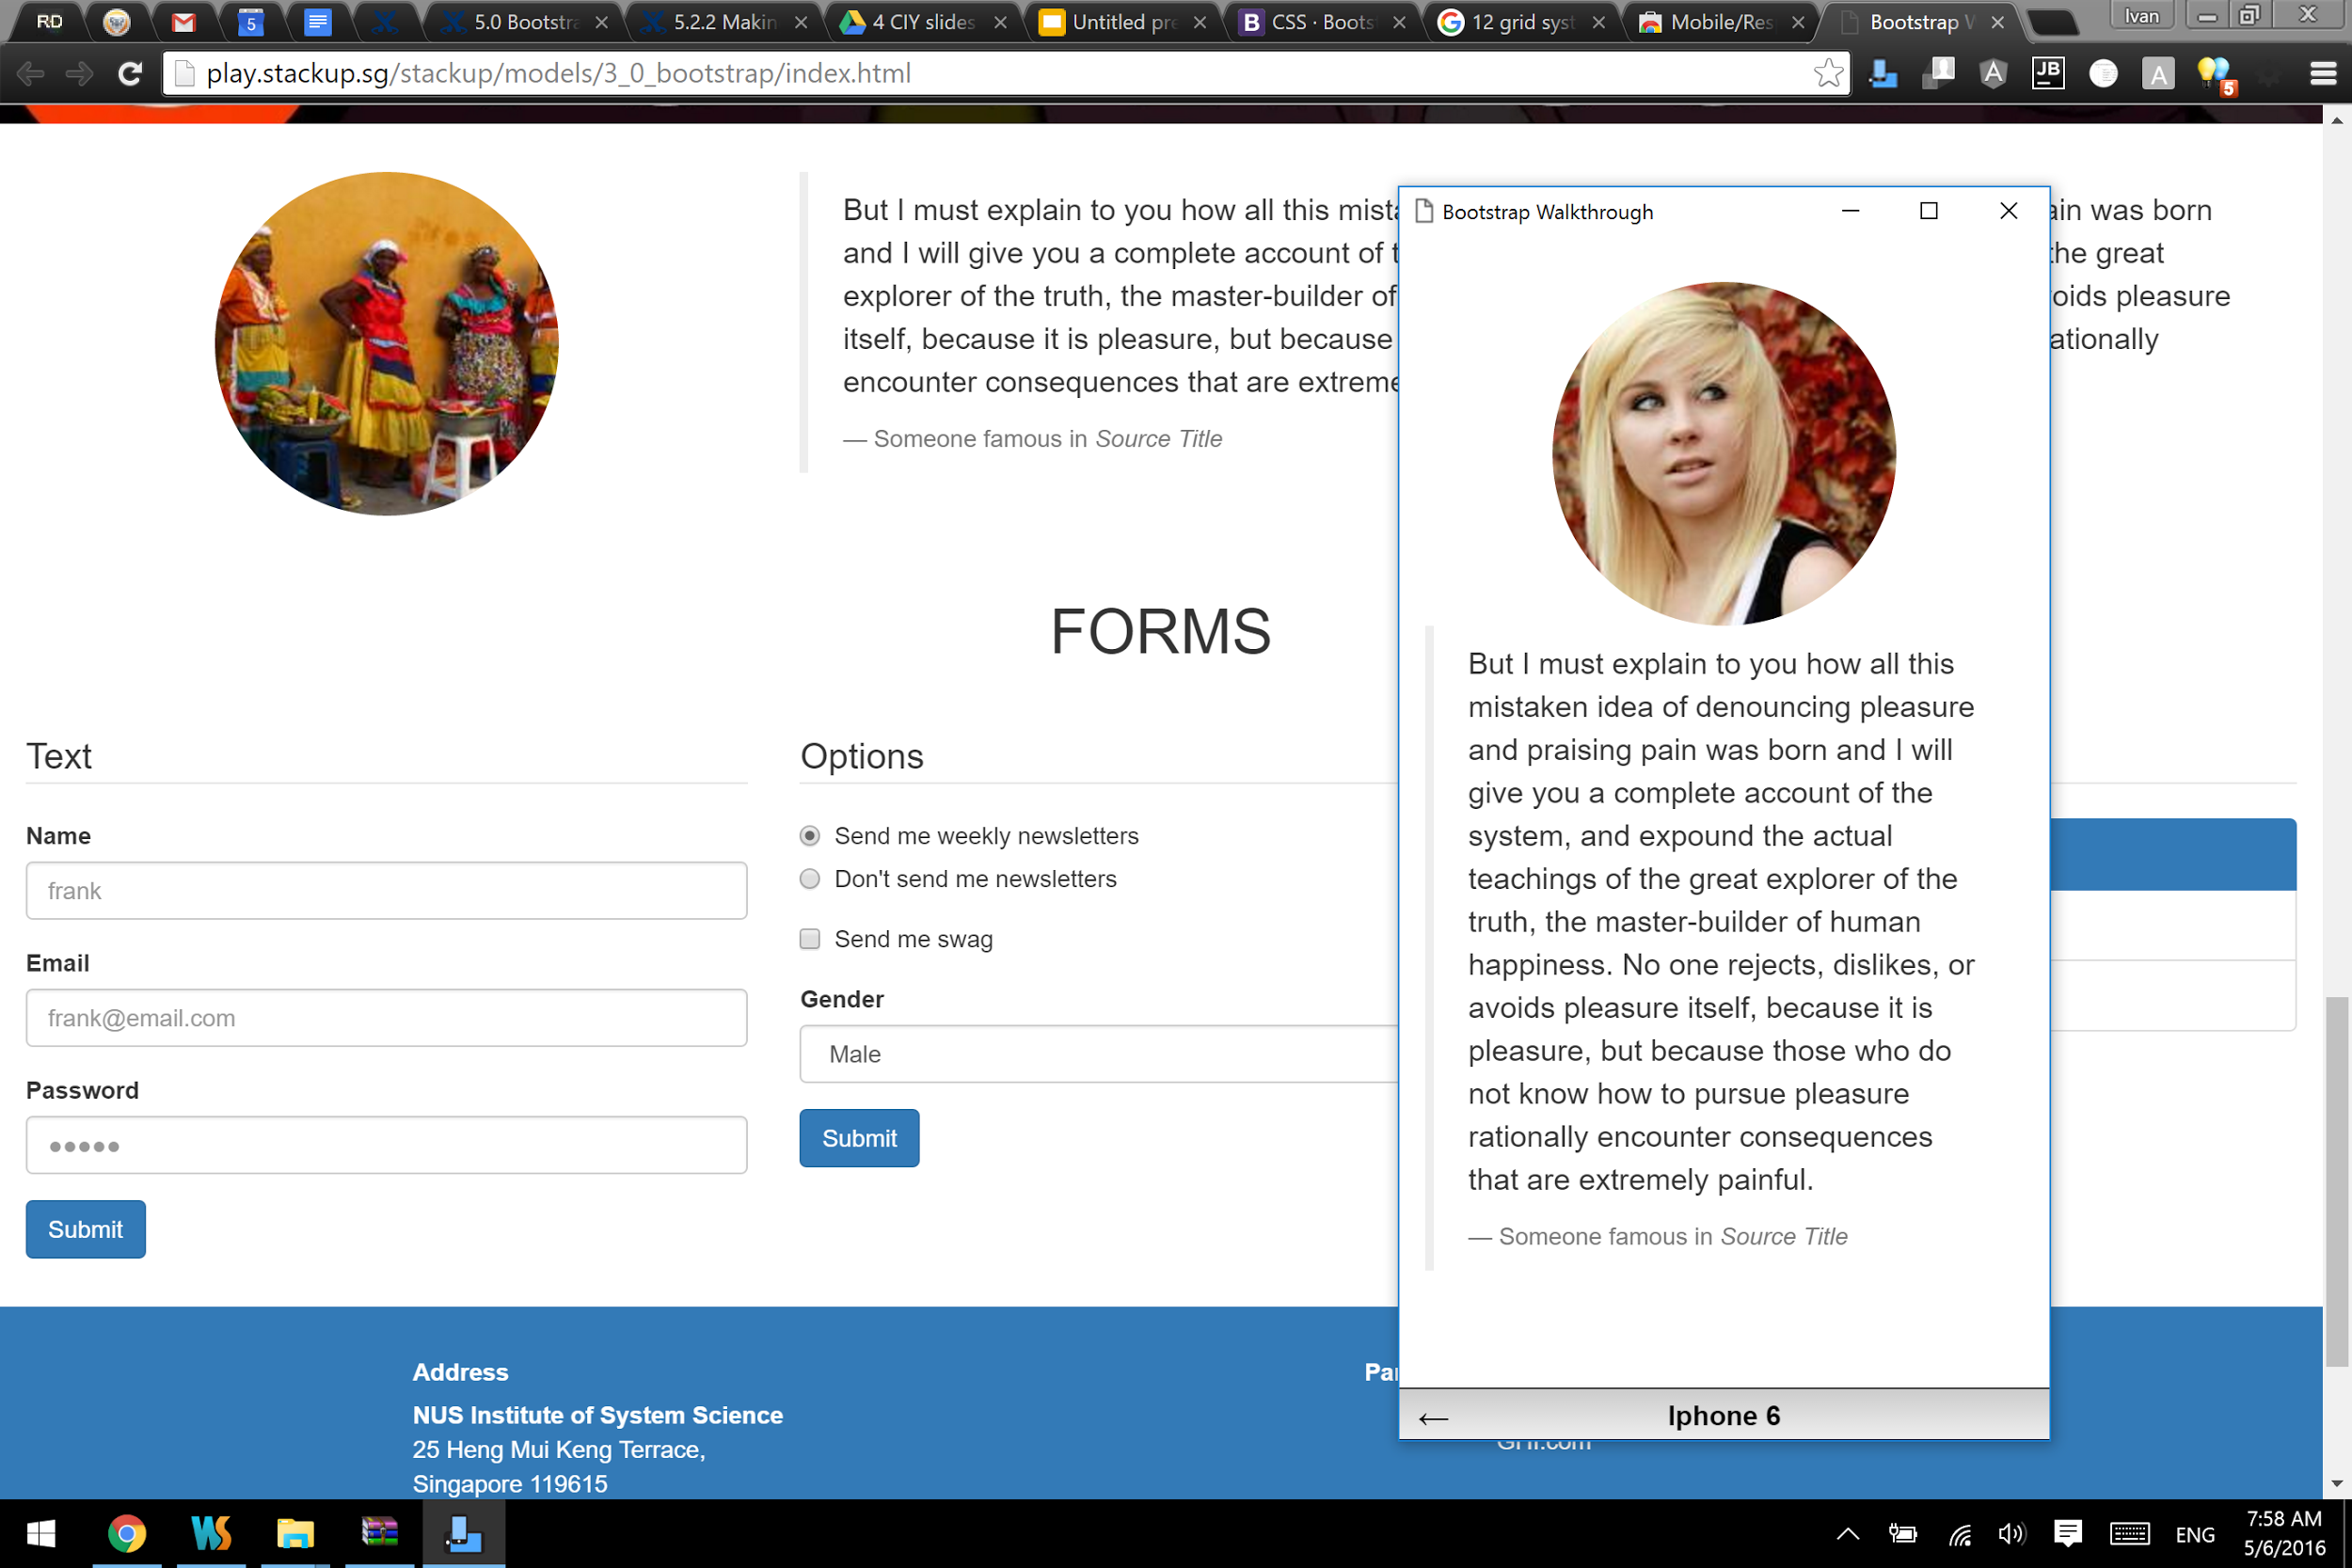 RD
5
5.0 Bootstra
5.2.2 Makin
4 CIY slides
Untitled pre
B
CSS · Boots
12 grid syst
Mobile/Res
Bootstrap W
Ivan
play.stackup.sg/stackup/models/3_0_bootstrap/index.html
A
JB
A
5
But I must explain to you how all this mista
ain was born
and I will give you a complete account of t
the great
explorer of the truth, the master-builder of
oids pleasure
itself, because it is pleasure, but because
ationally
encounter consequences that are extreme
— Someone famous in Source Title
FORMS
Text
Name
frank
Email
frank@email.com
Password
•••••
Submit
Options
Send me weekly newsletters
Don't send me newsletters
Send me swag
Gender
Male
Submit
Bootstrap Walkthrough
But I must explain to you how all this
mistaken idea of denouncing pleasure
and praising pain was born and I will
give you a complete account of the
system, and expound the actual
teachings of the great explorer of the
truth, the master-builder of human
happiness. No one rejects, dislikes, or
avoids pleasure itself, because it is
pleasure, but because those who do
not know how to pursue pleasure
rationally encounter consequences
that are extremely painful.
— Someone famous in Source Title
Iphone 6
Address
NUS Institute of System Science
25 Heng Mui Keng Terrace,
Singapore 119615
Par
GHI.com
WS
ENG
7:58 AM
5/6/2016